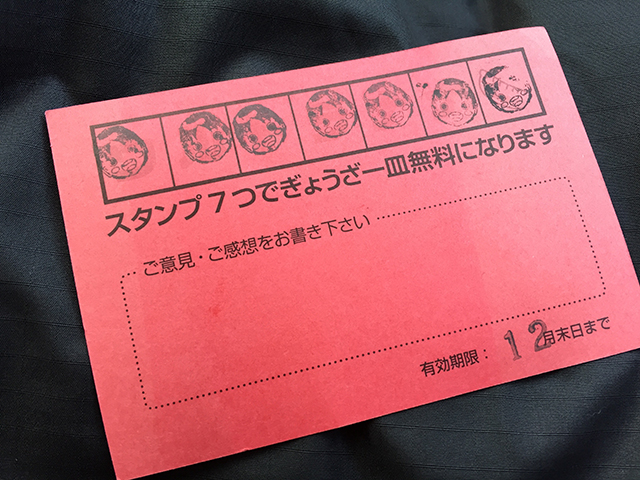 スタンプ7つでぎょうざ一皿無料になります
ご意見・ご感想をお書き下さい
有効期限：12月末日まで